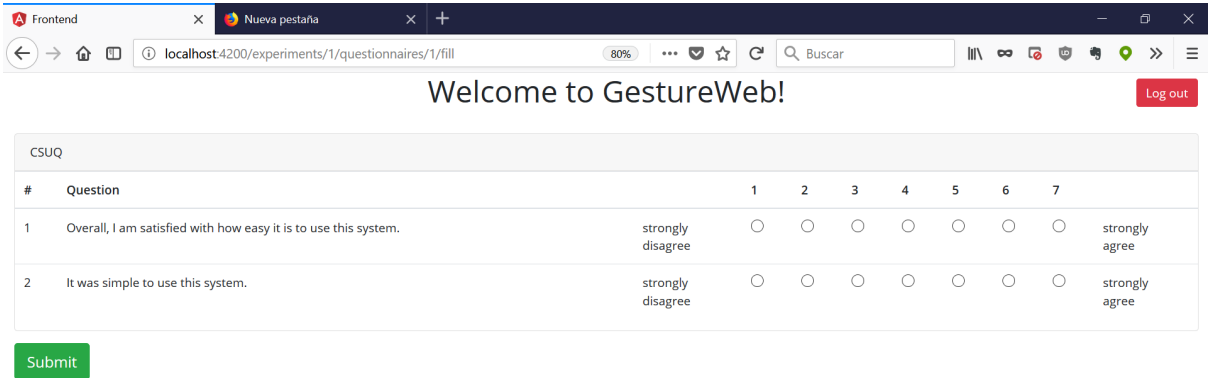 Frontend
Nueva pestaña
localhost:4200/experiments/1/questionnaires/1/fill
80%
Buscar
Welcome to GestureWeb!
Log out
CSUQ
# Question 1 2 3 4 5 6 7
1 Overall, I am satisfied with how easy it is to use this system. strongly disagree strongly agree
2 It was simple to use this system. strongly disagree strongly agree
Submit